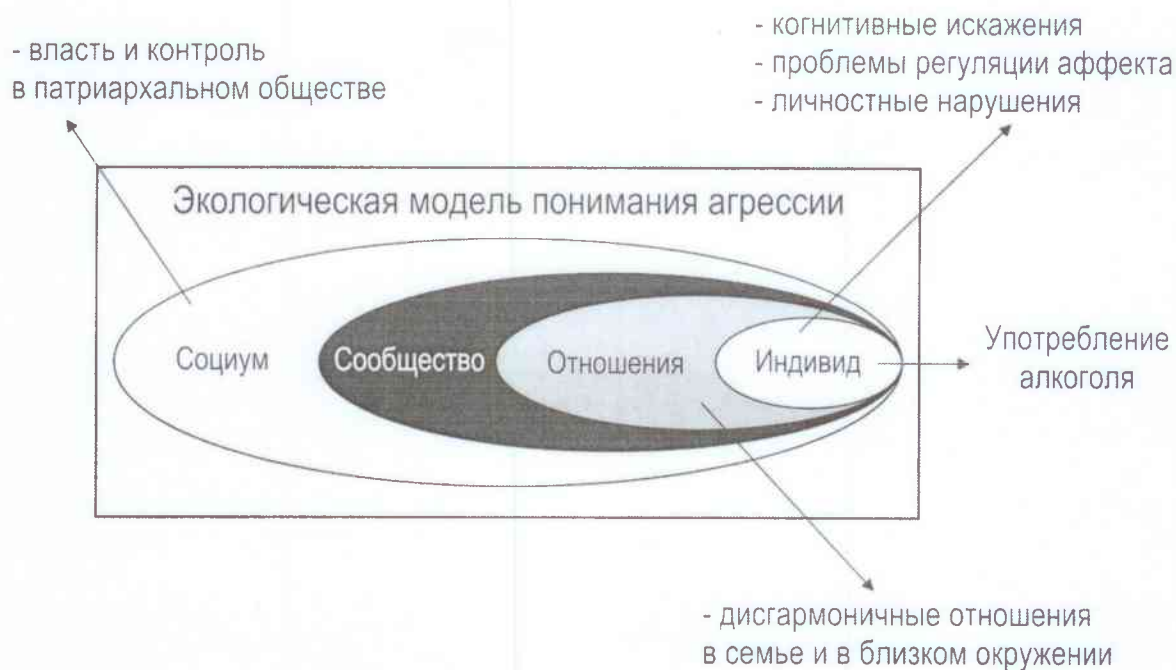 - власть и контроль
в патриархальном обществе
- когнитивные искажения
- проблемы регуляции аффекта
- личностные нарушения
Экологическая модель понимания агрессии
Социум
Сообщество
Отношения
Индивид
Употребление
алкоголя
- дисгармоничные отношения
в семье и в близком окружении